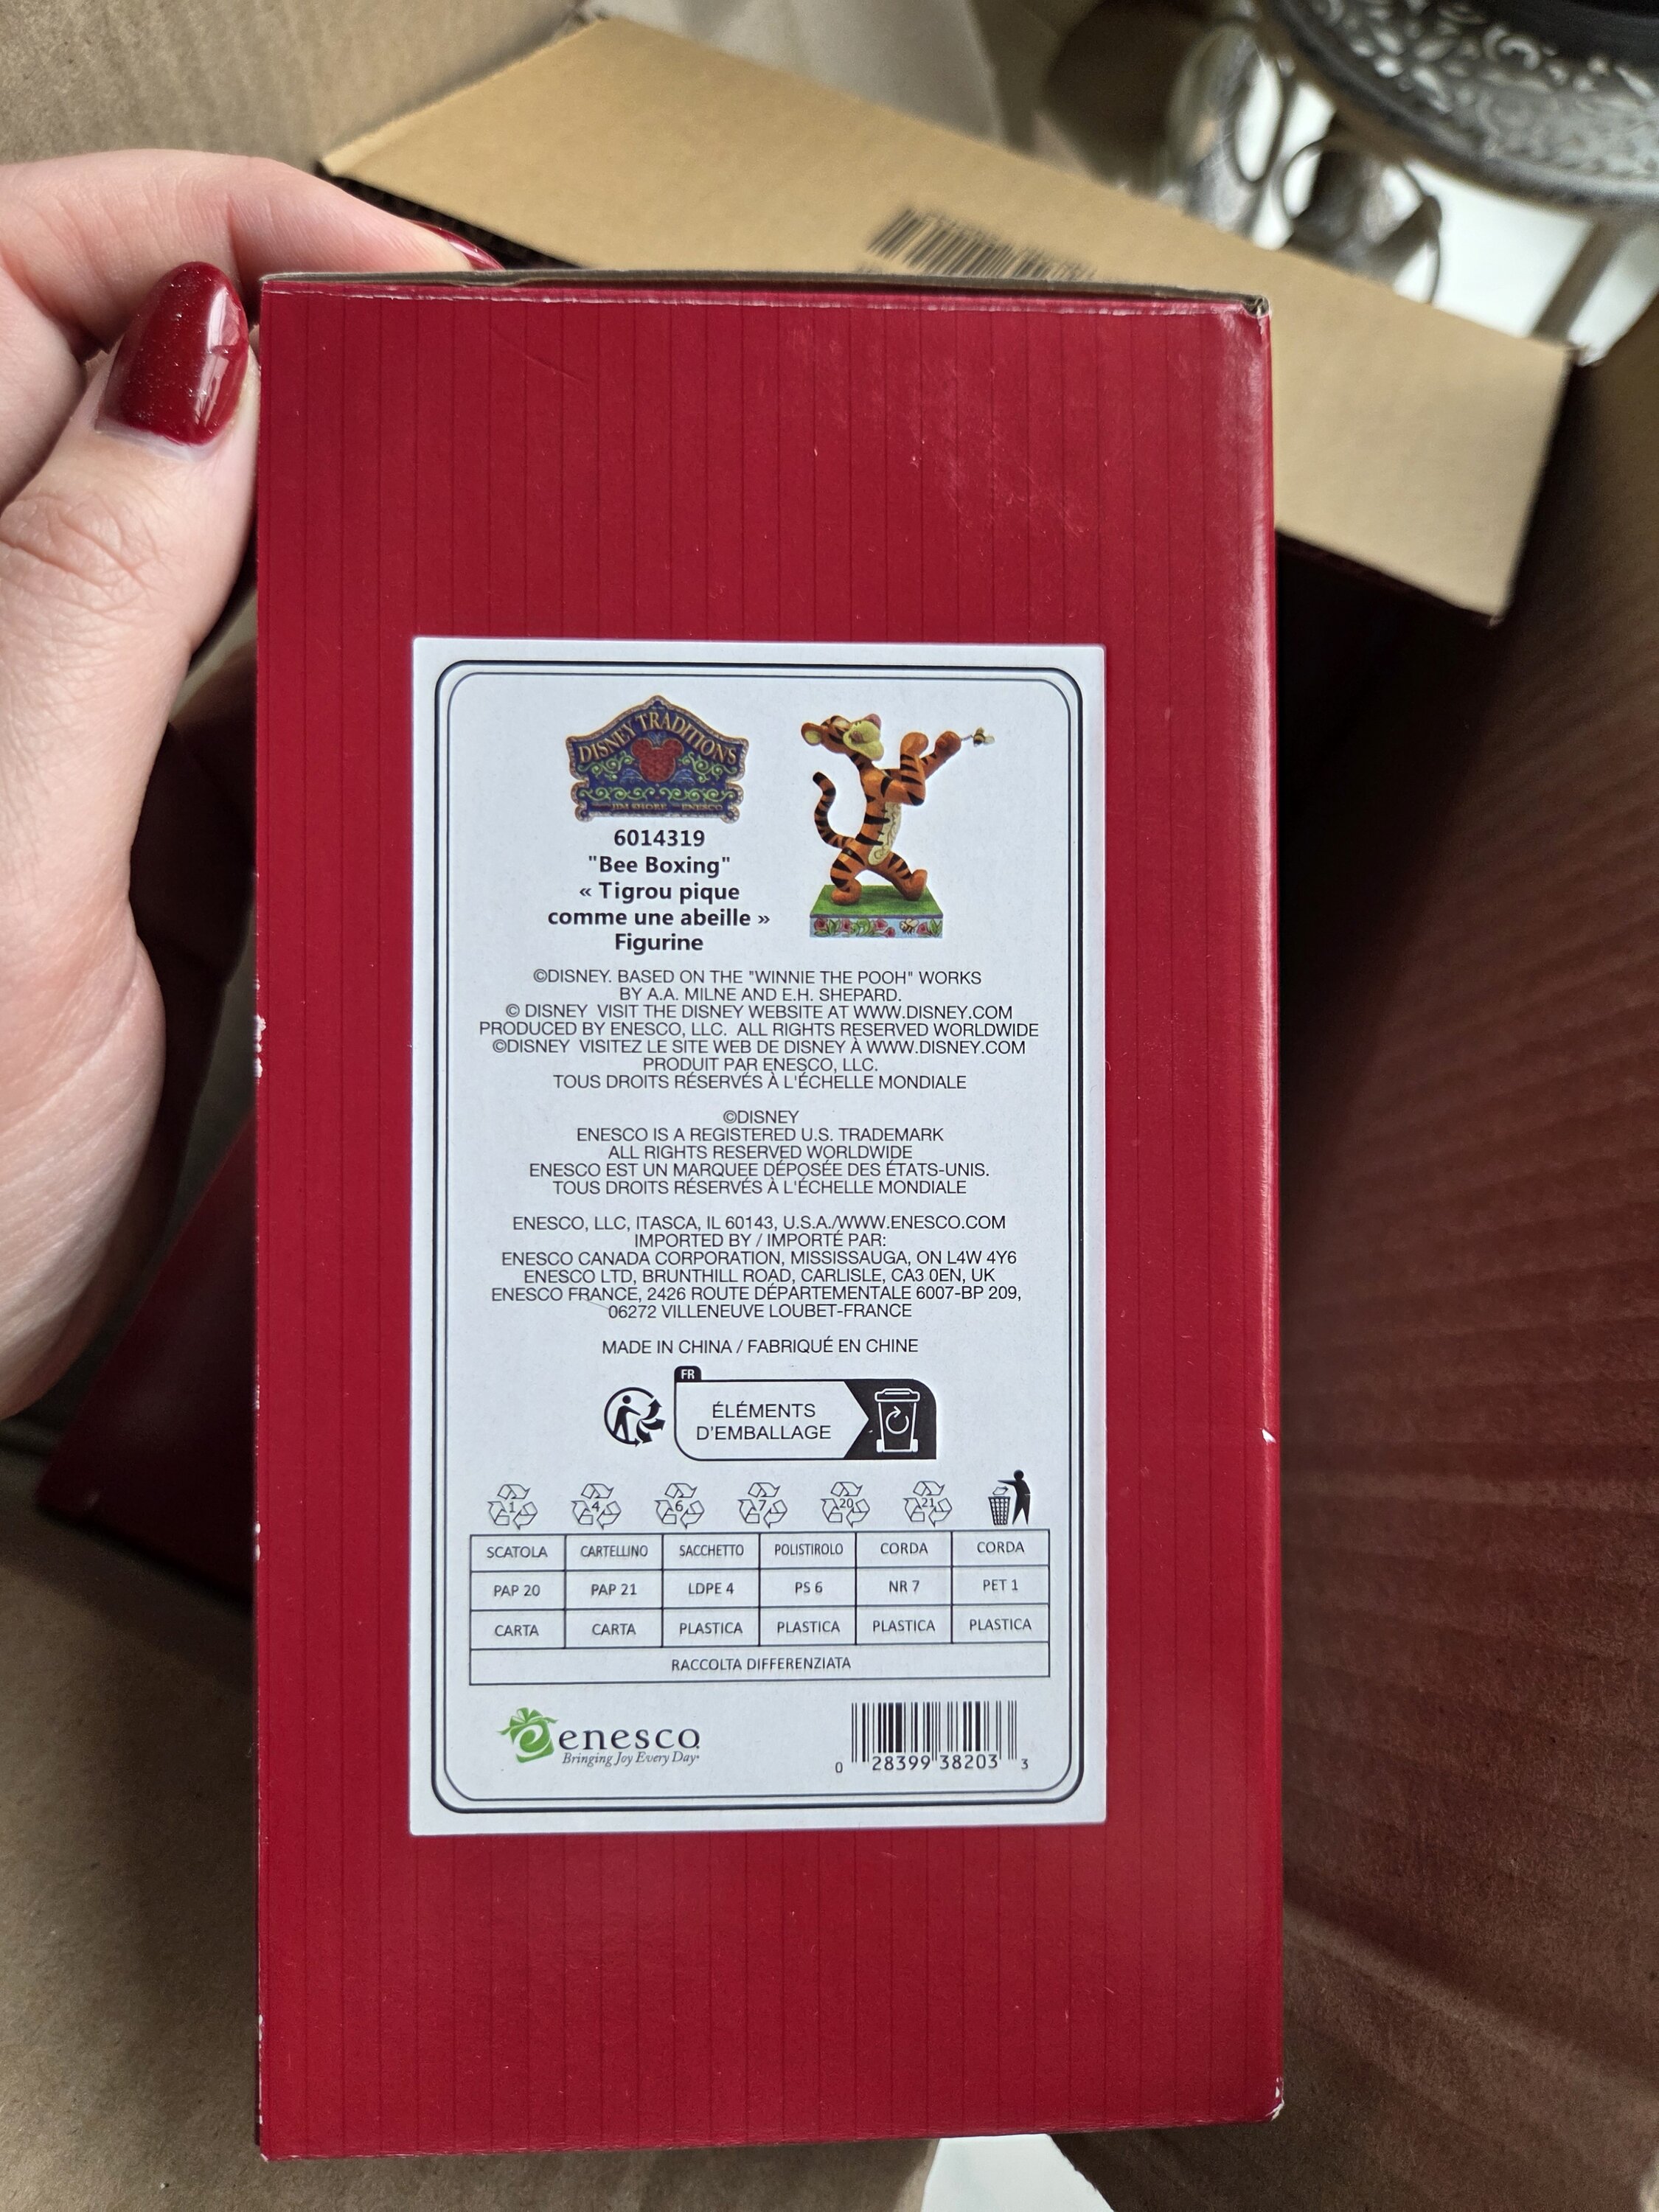 DISNEY TRADITIONS
JIM SHORE ENESCO
6014319
"Bee Boxing"
« Tigrou pique
comme une abeille »
Figurine
©DISNEY. BASED ON THE "WINNIE THE POOH" WORKS
BY A.A. MILNE AND E.H. SHEPARD.
© DISNEY VISIT THE DISNEY WEBSITE AT WWW.DISNEY.COM
PRODUCED BY ENESCO, LLC. ALL RIGHTS RESERVED WORLDWIDE
©DISNEY VISITEZ LE SITE WEB DE DISNEY À WWW.DISNEY.COM
PRODUIT PAR ENESCO, LLC.
TOUS DROITS RÉSERVÉS À L'ÉCHELLE MONDIALE
©DISNEY
ENESCO IS A REGISTERED U.S. TRADEMARK
ALL RIGHTS RESERVED WORLDWIDE
ENESCO EST UN MARQUEE DÉPOSÉE DES ÉTATS-UNIS.
TOUS DROITS RÉSERVÉS À L'ÉCHELLE MONDIALE
ENESCO, LLC, ITASCA, IL 60143, U.S.A./WWW.ENESCO.COM
IMPORTED BY / IMPORTÉ PAR:
ENESCO CANADA CORPORATION, MISSISSAUGA, ON L4W 4Y6
ENESCO LTD, BRUNTHILL ROAD, CARLISLE, CA3 0EN, UK
ENESCO FRANCE, 2426 ROUTE DÉPARTEMENTALE 6007-BP 209,
06272 VILLENEUVE LOUBET-FRANCE
MADE IN CHINA / FABRIQUÉ EN CHINE
FR
ÉLÉMENTS
D'EMBALLAGE
1 4 6 7 20 21
SCATOLA CARTELLINO SACCHETTO POLISTIROLO CORDA CORDA
PAP 20 PAP 21 LDPE 4 PS 6 NR 7 PET 1
CARTA CARTA PLASTICA PLASTICA PLASTICA PLASTICA
RACCOLTA DIFFERENZIATA
enesco
Bringing Joy Every Day
0 28399 38203 3